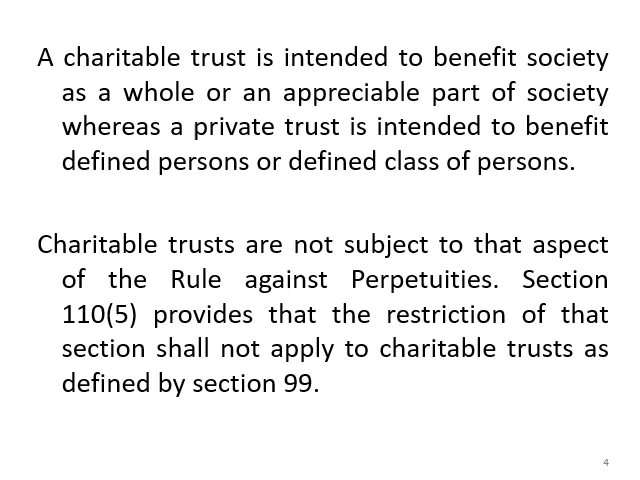 A charitable trust is intended to benefit society
as a whole or an appreciable part of society
whereas a private trust is intended to benefit
defined persons or defined class of persons.
Charitable trusts are not subject to that aspect
of the Rule against Perpetuities. Section
110(5) provides that the restriction of that
section shall not apply to charitable trusts as
defined by section 99.
4